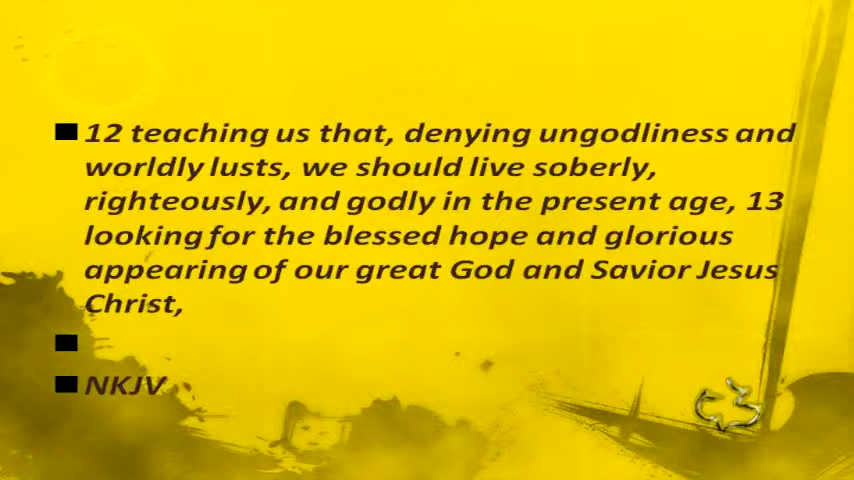 12 teaching us that, denying ungodliness and
worldly lusts, we should live soberly,
righteously, and godly in the present age, 13
looking for the blessed hope and glorious
appearing of our great God and Savior Jesus
Christ,
NKJV